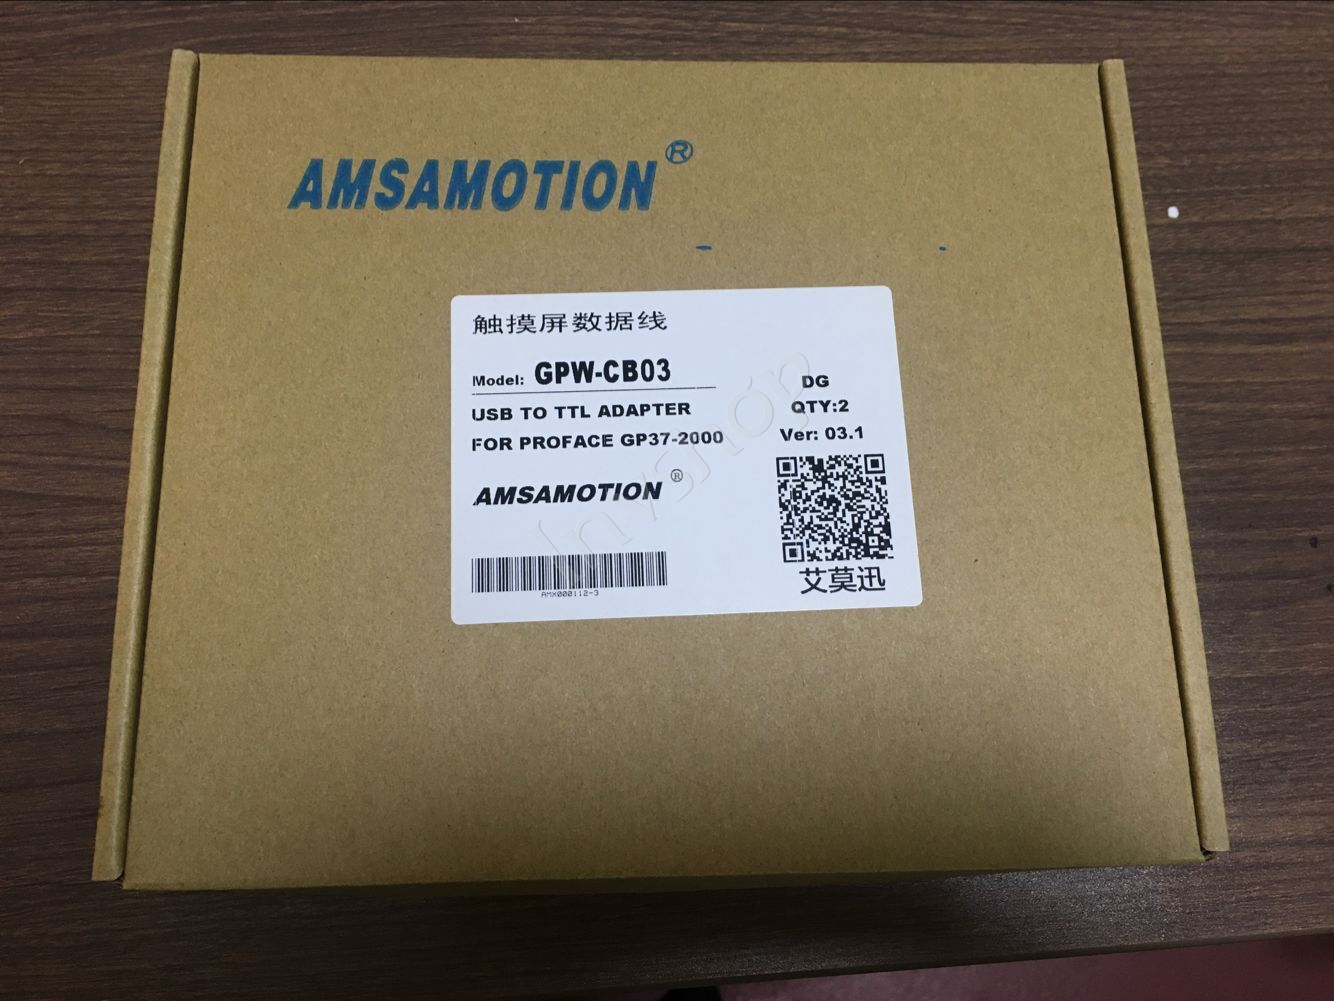 AMSAMOTION®
触摸屏数据线
Model: GPW-CB03
USB TO TTL ADAPTER
FOR PROFACE GP37-2000
AMSAMOTION®
AMX000112-3
DG
QTY:2
Ver: 03.1
艾莫迅
lnyshop